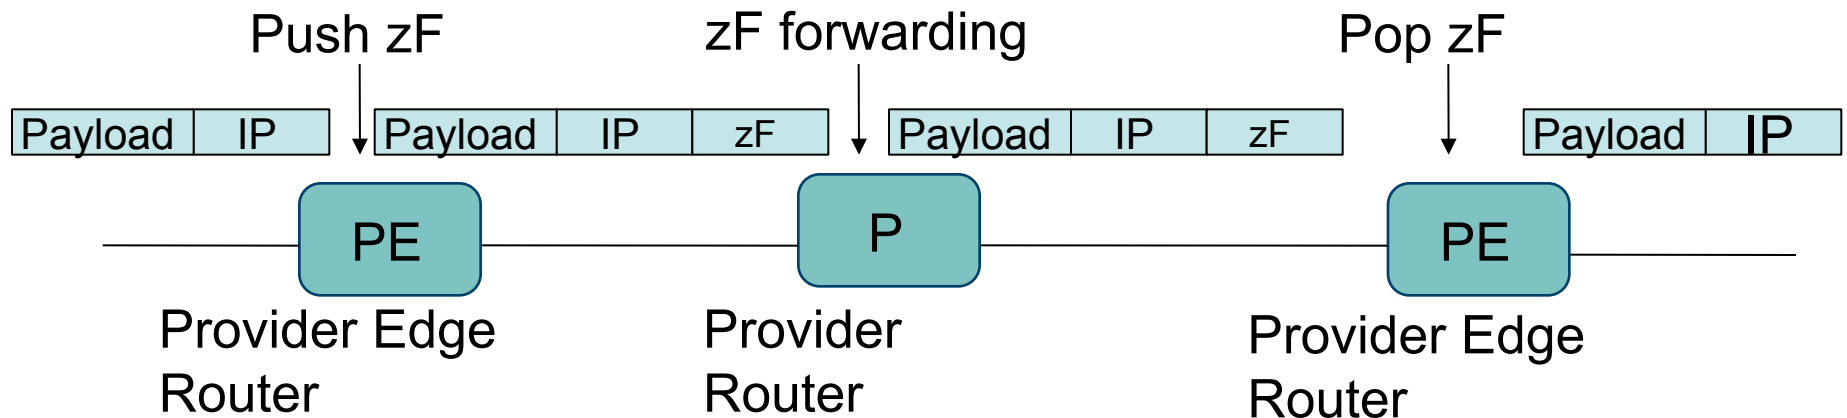 Push zF
zF forwarding
Pop zF
Payload IP
Payload IP zF
Payload IP zF
Payload IP
PE
P
PE
Provider Edge
Router
Provider
Router
Provider Edge
Router